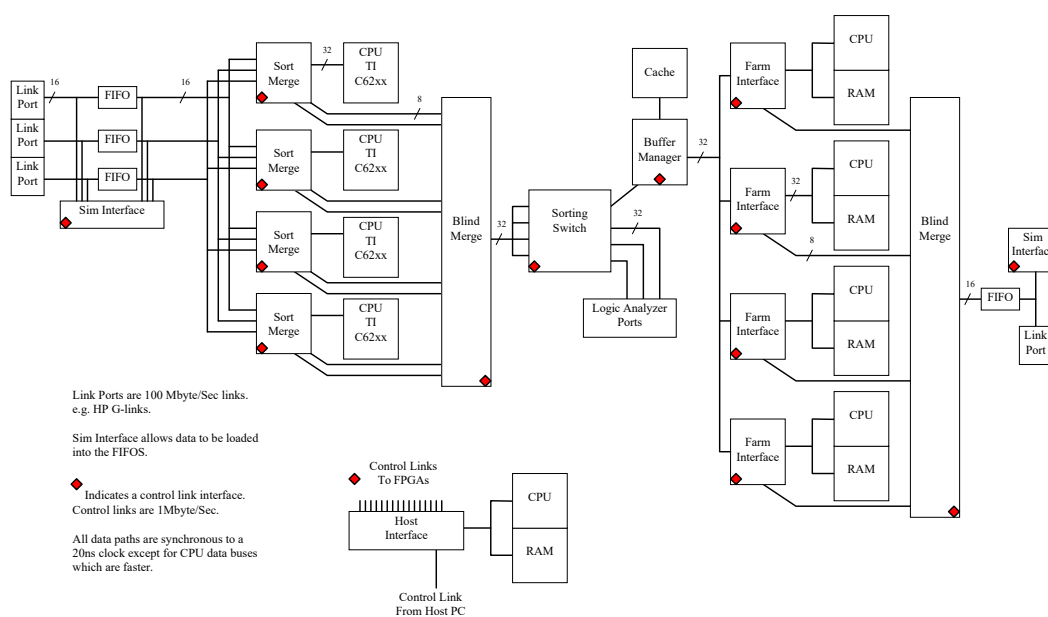 Link
Port
Link
Port
Link
Port
16
FIFO
FIFO
FIFO
16
Sim Interface
Sort
Merge
32
CPU
TI
C62xx
8
Sort
Merge
CPU
TI
C62xx
Sort
Merge
CPU
TI
C62xx
Sort
Merge
CPU
TI
C62xx
Blind
Merge
32
Sorting
Switch
32
Logic Analyzer
Ports
Cache
Buffer
Manager
32
Farm
Interface
CPU
RAM
Farm
Interface
32
8
CPU
RAM
Farm
Interface
CPU
RAM
Farm
Interface
CPU
RAM
Blind
Merge
16
FIFO
Sim
Interfac
Link
Port
Link Ports are 100 Mbyte/Sec links.
e.g. HP G-links.
Sim Interface allows data to be loaded
into the FIFOS.
Indicates a control link interface.
Control links are 1Mbyte/Sec.
All data paths are synchronous to a
20ns clock except for CPU data buses
which are faster.
Control Links
To FPGAs
Host
Interface
CPU
RAM
Control Link
From Host PC